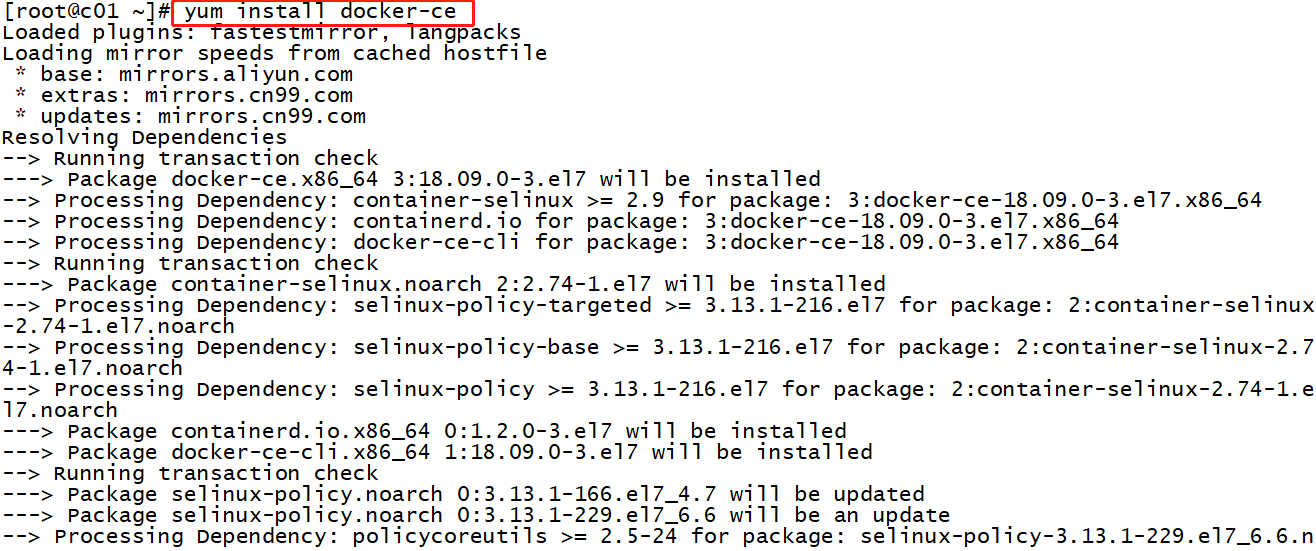 [root@c01 ~]# yum install docker-ce
Loaded plugins: fastestmirror, langpacks
Loading mirror speeds from cached hostfile
 * base: mirrors.aliyun.com
 * extras: mirrors.cn99.com
 * updates: mirrors.cn99.com
Resolving Dependencies
--> Running transaction check
---> Package docker-ce.x86_64 3:18.09.0-3.el7 will be installed
--> Processing Dependency: container-selinux >= 2.9 for package: 3:docker-ce-18.09.0-3.el7.x86_64
--> Processing Dependency: containerd.io for package: 3:docker-ce-18.09.0-3.el7.x86_64
--> Processing Dependency: docker-ce-cli for package: 3:docker-ce-18.09.0-3.el7.x86_64
--> Running transaction check
---> Package container-selinux.noarch 2:2.74-1.el7 will be installed
--> Processing Dependency: selinux-policy-targeted >= 3.13.1-216.el7 for package: 2:container-selinux
-2.74-1.el7.noarch
--> Processing Dependency: selinux-policy-base >= 3.13.1-216.el7 for package: 2:container-selinux-2.7
4-1.el7.noarch
--> Processing Dependency: selinux-policy >= 3.13.1-216.el7 for package: 2:container-selinux-2.74-1.e
l7.noarch
---> Package containerd.io.x86_64 0:1.2.0-3.el7 will be installed
---> Package docker-ce-cli.x86_64 1:18.09.0-3.el7 will be installed
--> Running transaction check
---> Package selinux-policy.noarch 0:3.13.1-166.el7_4.7 will be updated
---> Package selinux-policy.noarch 0:3.13.1-229.el7_6.6 will be an update
--> Processing Dependency: policycoreutils >= 2.5-24 for package: selinux-policy-3.13.1-229.el7_6.6.n